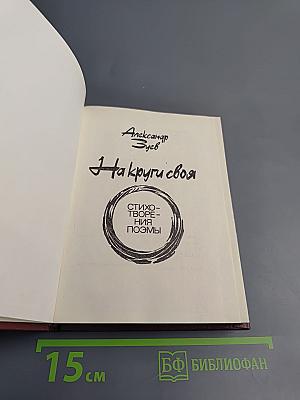 Александр
Зуев
На круги своя
СТИХО-
ТВОРЕ-
НИЯ
ПОЭМЫ
15 см
БФ БИБЛИОФАН